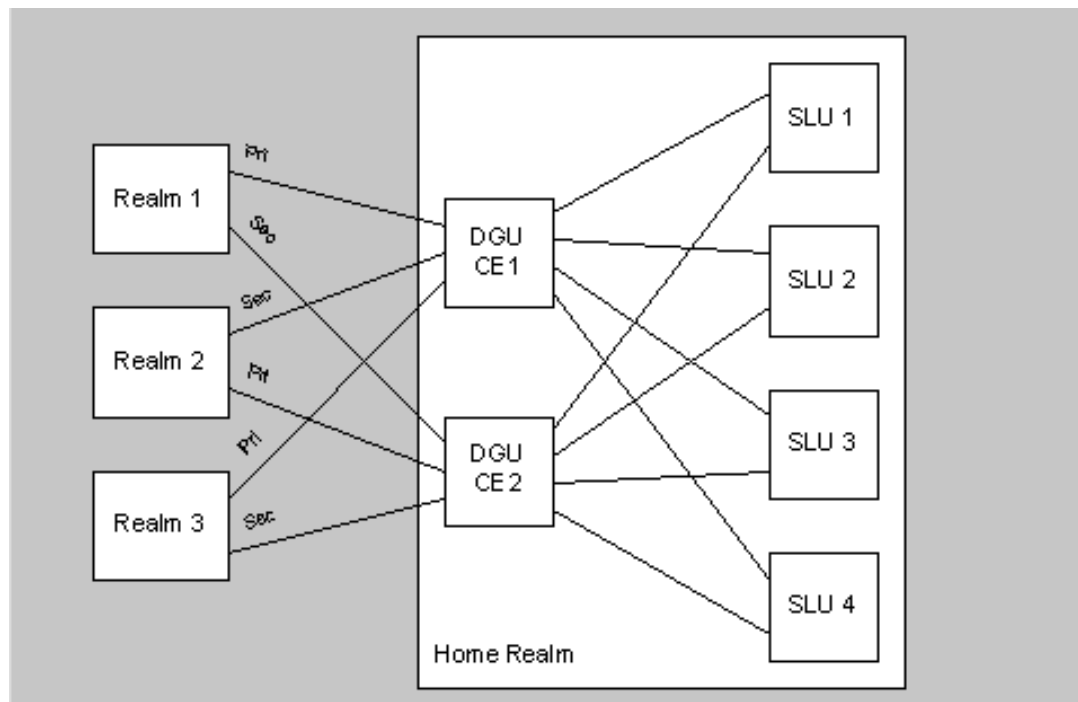 Realm 1
Pri
Sec
Realm 2
Sec
Pri
Realm 3
Pri
Sec
DGU
CE 1
DGU
CE 2
SLU 1
SLU 2
SLU 3
SLU 4
Home Realm